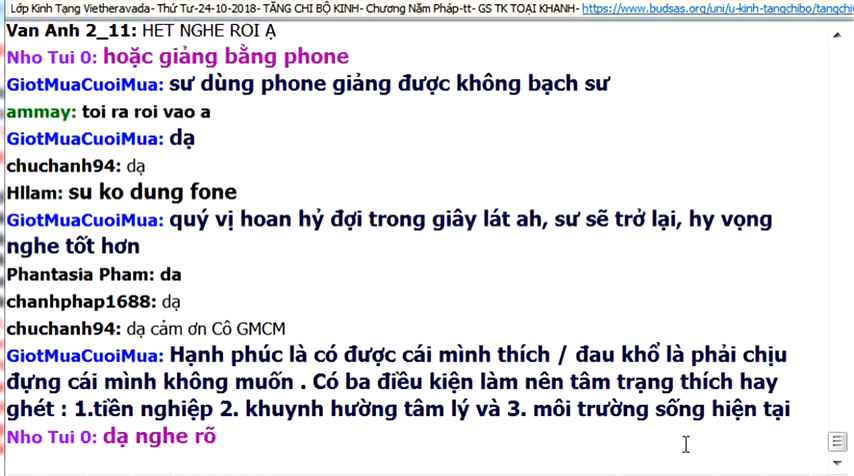 Lớp Kinh Tạng Vietheravada- Thứ Tư-24-10-2018- TĂNG CHI BỘ KINH- Chương Năm Pháp-tt- GS TK TOẠI KHANH- https://www.budsas.org/uni/u-kinh-tangchibo/tangchi
Van Anh 2_11: HET NGHE ROI Ạ
Nho Tui 0: hoặc giảng bằng phone
GiotMuaCuoiMua: sư dùng phone giảng được không bạch sư
ammay: toi ra roi vao a
GiotMuaCuoiMua: dạ
chuchanh94: dạ
Hllam: su ko dung fone
GiotMuaCuoiMua: quý vị hoan hỷ đợi trong giây lát ah, sư sẽ trở lại, hy vọng
nghe tốt hơn
Phantasia Pham: da
chanhphap1688: dạ
chuchanh94: dạ cảm ơn Cô GMCM
GiotMuaCuoiMua: Hạnh phúc là có được cái mình thích / đau khổ là phải chịu
đựng cái mình không muốn . Có ba điều kiện làm nên tâm trạng thích hay
ghét : 1.tiền nghiệp 2. khuynh hường tâm lý và 3. môi trường sống hiện tại
Nho Tui 0: dạ nghe rõ